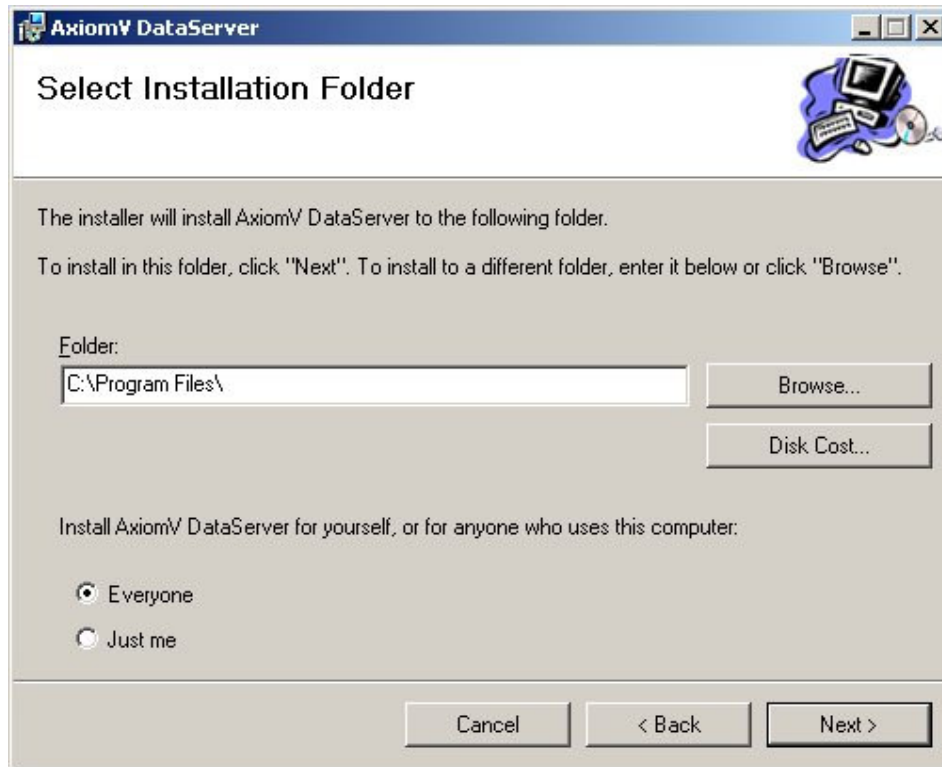 AxiomV DataServer
Select Installation Folder
The installer will install AxiomV DataServer to the following folder.
To install in this folder, click "Next". To install to a different folder, enter it below or click "Browse".
Folder:
C:\Program Files\
Browse...
Disk Cost...
Install AxiomV DataServer for yourself, or for anyone who uses this computer:
Everyone
Just me
Cancel
< Back
Next >